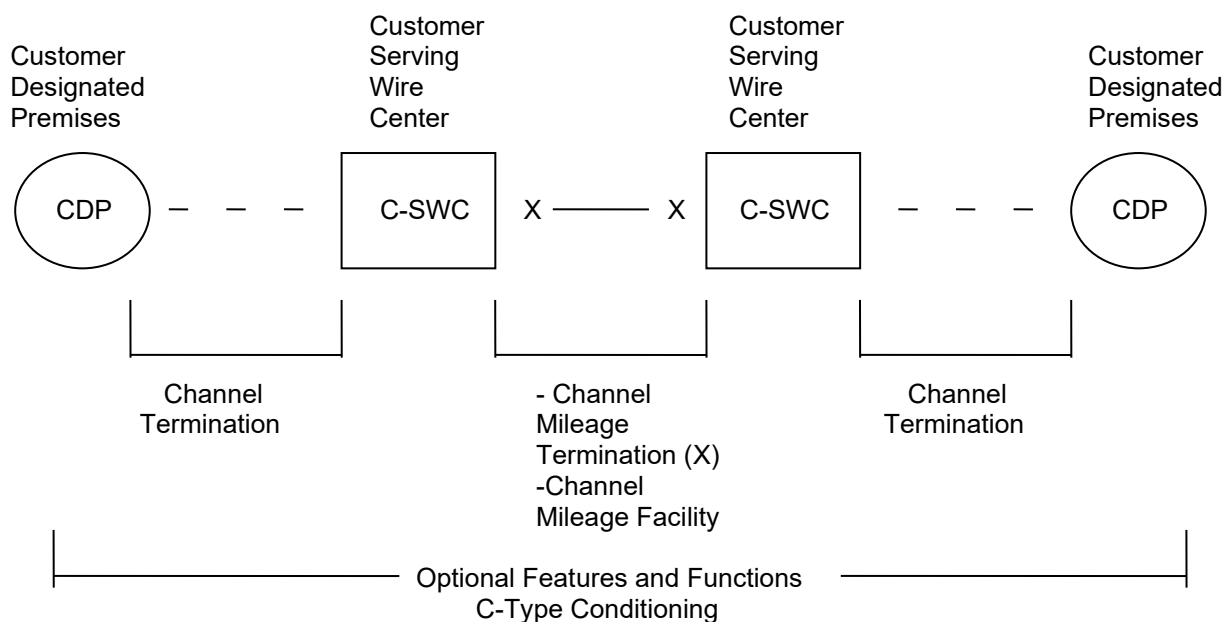 Customer
Designated
Premises
Customer
Serving
Wire
Center
Customer
Serving
Wire
Center
Customer
Designated
Premises
CDP
C-SWC
X
X
C-SWC
CDP
Channel
Termination
- Channel
Mileage
Termination (X)
-Channel
Mileage Facility
Channel
Termination
Optional Features and Functions
C-Type Conditioning